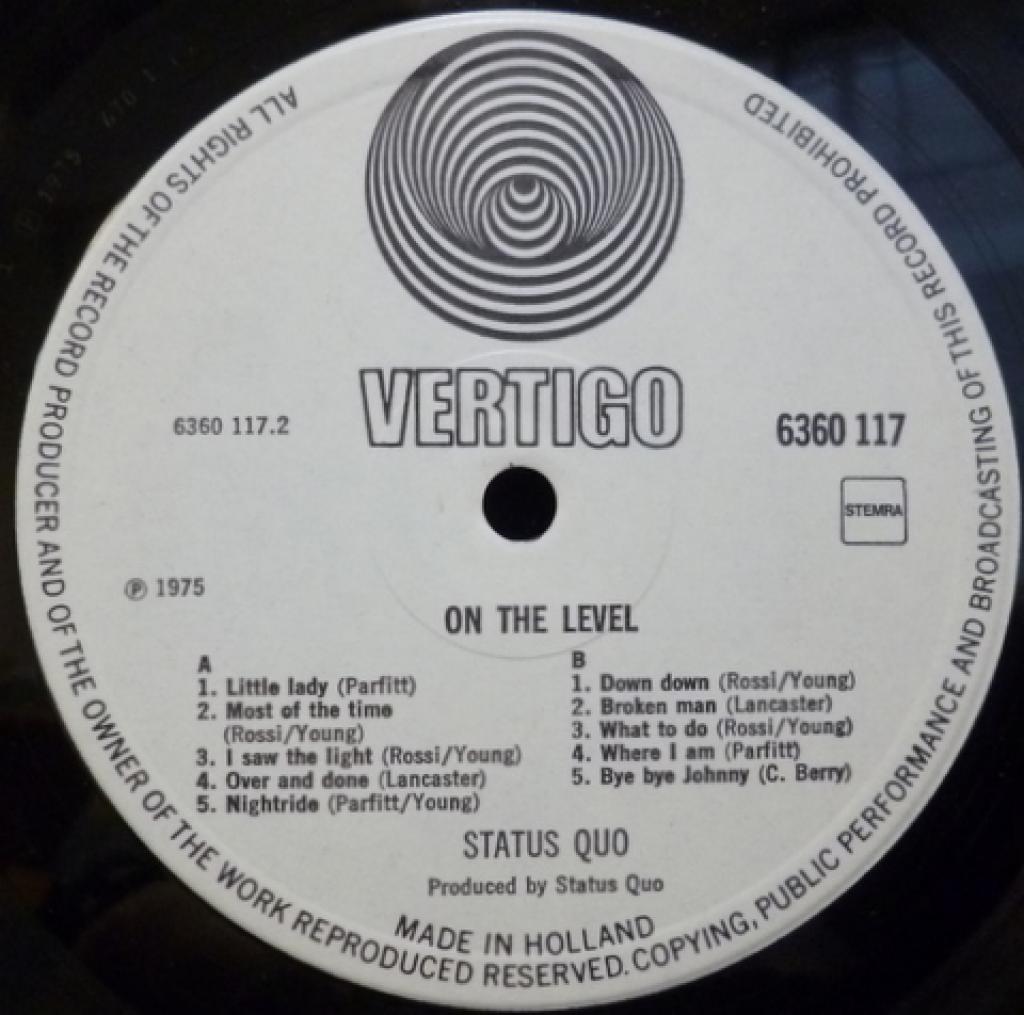 ALL RIGHTS OF THE RECORD PRODUCER AND OF THE OWNER OF THE WORK REPRODUCED RESERVED. COPYING, PUBLIC PERFORMANCE AND BROADCASTING OF THIS RECORD PROHIBITED
VERTIGO
6360 117.2
6360 117
STEMRA
℗ 1975
ON THE LEVEL
A
1. Little lady (Parfitt)
2. Most of the time
(Rossi/Young)
3. I saw the light (Rossi/Young)
4. Over and done (Lancaster)
5. Nightride (Parfitt/Young)
B
1. Down down (Rossi/Young)
2. Broken man (Lancaster)
3. What to do (Rossi/Young)
4. Where I am (Parfitt)
5. Bye bye Johnny (C. Berry)
STATUS QUO
Produced by Status Quo
MADE IN HOLLAND